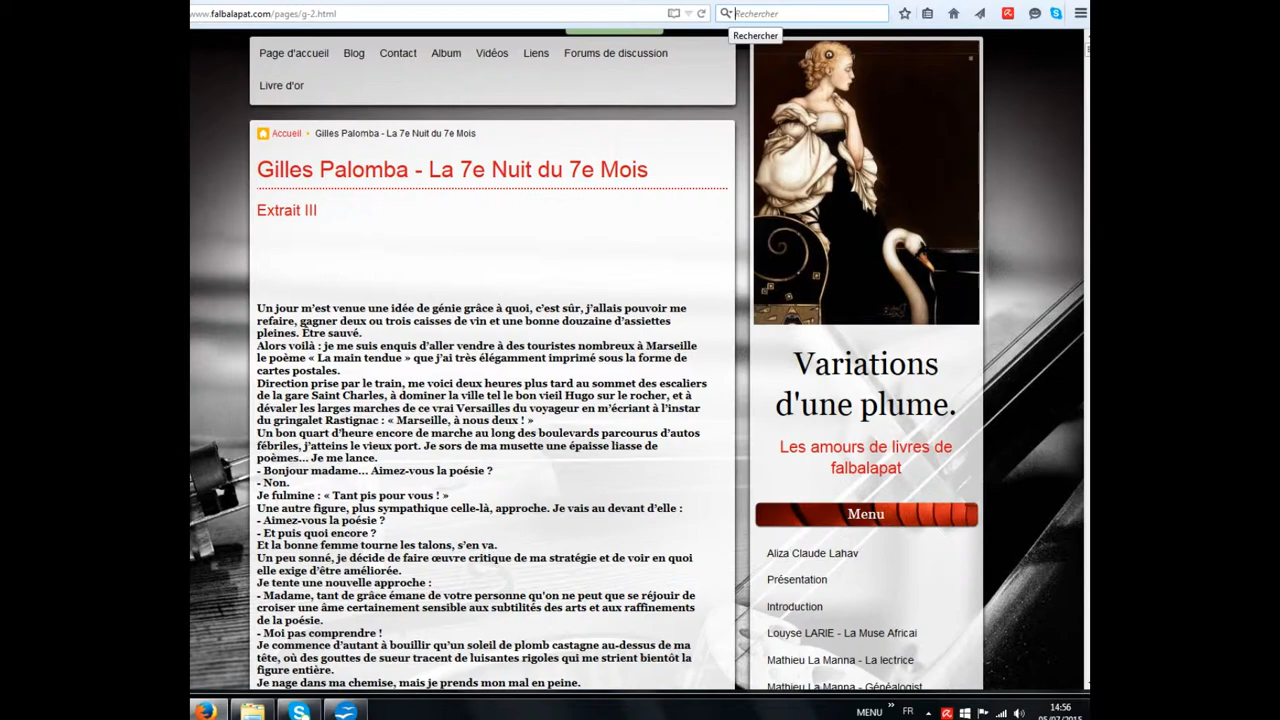 www.falbalapat.com/pages/g-2.html
Rechercher
Rechercher
Page d'accueil Blog Contact Album Vidéos Liens Forums de discussion
Livre d'or
Accueil Gilles Palomba - La 7e Nuit du 7e Mois
Gilles Palomba - La 7e Nuit du 7e Mois
Extrait III
Un jour m’est venue une idée de génie grâce à quoi, c’est sûr, j’allais pouvoir me
refaire, gagner deux ou trois caisses de vin et une bonne douzaine d’assiettes
pleines. Être sauvé.
Alors voilà : je me suis enquis d’aller vendre à des touristes nombreux à Marseille
le poème « La main tendue » que j’ai très élégamment imprimé sous la forme de
cartes postales.
Direction prise par le train, me voici deux heures plus tard au sommet des escaliers
de la gare Saint Charles, à dominer la ville tel le bon vieil Hugo sur le rocher, et à
dévaler les larges marches de ce vrai Versailles du voyageur en m’écriant à l’instar
du gringalet Rastignac : « Marseille, à nous deux ! »
Un bon quart d’heure encore de marche au long des boulevards parcourus d’autos
fébriles, j’atteins le vieux port. Je sors de ma musette une épaisse liasse de
poèmes… Je me lance.
- Bonjour madame… Aimez-vous la poésie ?
- Non.
Je fulmine : « Tant pis pour vous ! »
Une autre figure, plus sympathique celle-là, approche. Je vais au devant d’elle :
- Aimez-vous la poésie ?
- Et puis quoi encore ?
Et la bonne femme tourne les talons, s’en va.
Un peu sonné, je décide de faire œuvre critique de ma stratégie et de voir en quoi
elle exige d’être améliorée.
Je tente une nouvelle approche :
- Madame, tant de grâce émane de votre personne qu'on ne peut que se réjouir de
croiser une âme certainement sensible aux subtilités des arts et aux raffinements
de la poésie.
- Moi pas comprendre !
Je commence d’autant à bouillir qu’un soleil de plomb castagne au-dessus de ma
tête, où des gouttes de sueur tracent de luisantes rigoles qui me strient bientôt la
figure entière.
Je nage dans ma chemise, mais je prends mon mal en peine.
Variations
d'une plume.
Les amours de livres de
falbalapat
Menu
Aliza Claude Lahav
Présentation
Introduction
Louyse LARIE - La Muse Africai
Mathieu La Manna - La lectrice
Mathieu La Manna - Généalogist
MENU FR 14:56
05/07/2015